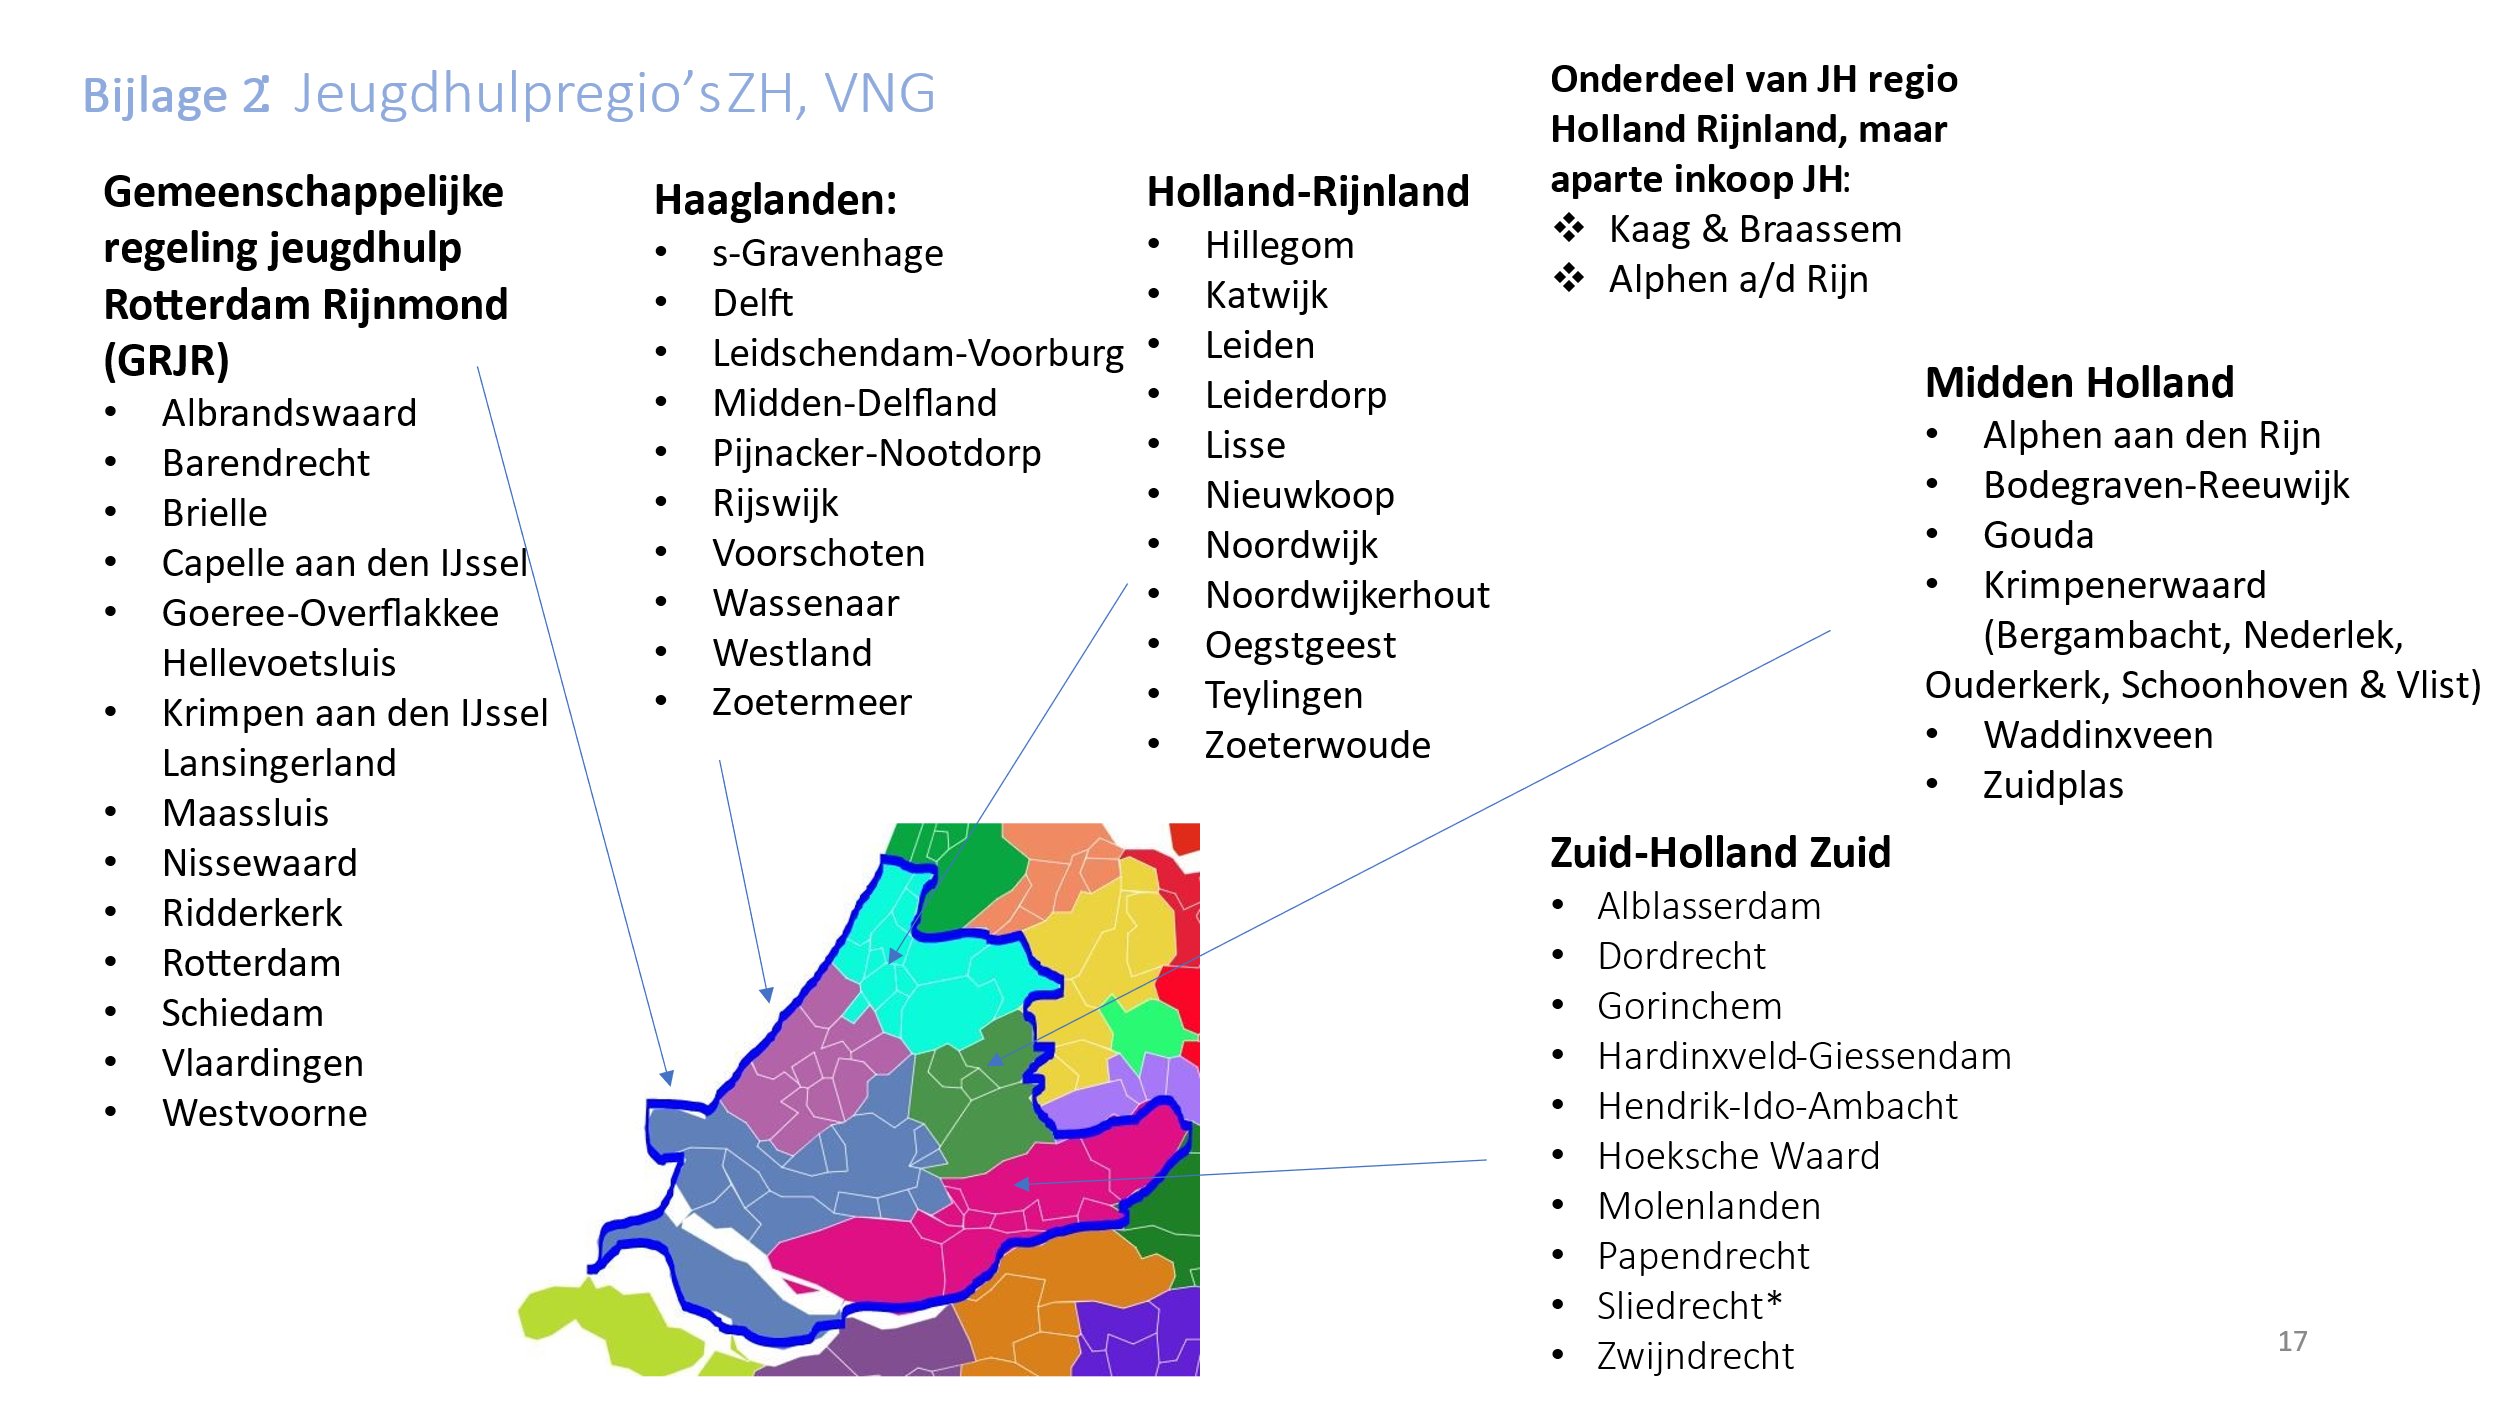 Bijlage 2: Jeugdhulpregio's ZH, VNG
Gemeenschappelijke
regeling jeugdhulp
Rotterdam Rijnmond
(GRJR)
• Albrandswaard
• Barendrecht
• Brielle
• Capelle aan den IJssel
• Goeree-Overflakkee
Hellevoetsluis
• Krimpen aan den IJssel
Lansingerland
• Maassluis
• Nissewaard
• Ridderkerk
• Rotterdam
• Schiedam
• Vlaardingen
• Westvoorne
Haaglanden:
• s-Gravenhage
• Delft
• Leidschendam-Voorburg
• Midden-Delfland
• Pijnacker-Nootdorp
• Rijswijk
• Voorschoten
• Wassenaar
• Westland
• Zoetermeer
Holland-Rijnland
• Hillegom
• Katwijk
• Leiden
• Leiderdorp
• Lisse
• Nieuwkoop
• Noordwijk
• Noordwijkerhout
• Oegstgeest
• Teylingen
• Zoeterwoude
Onderdeel van JH regio
Holland Rijnland, maar
aparte inkoop JH:
❖ Kaag & Braassem
❖ Alphen a/d Rijn
Midden Holland
• Alphen aan den Rijn
• Bodegraven-Reeuwijk
• Gouda
• Krimpenerwaard
(Bergambacht, Nederlek,
Ouderkerk, Schoonhoven & Vlist)
• Waddinxveen
• Zuidplas
Zuid-Holland Zuid
• Alblasserdam
• Dordrecht
• Gorinchem
• Hardinxveld-Giessendam
• Hendrik-Ido-Ambacht
• Hoeksche Waard
• Molenlanden
• Papendrecht
• Sliedrecht*
• Zwijndrecht
17